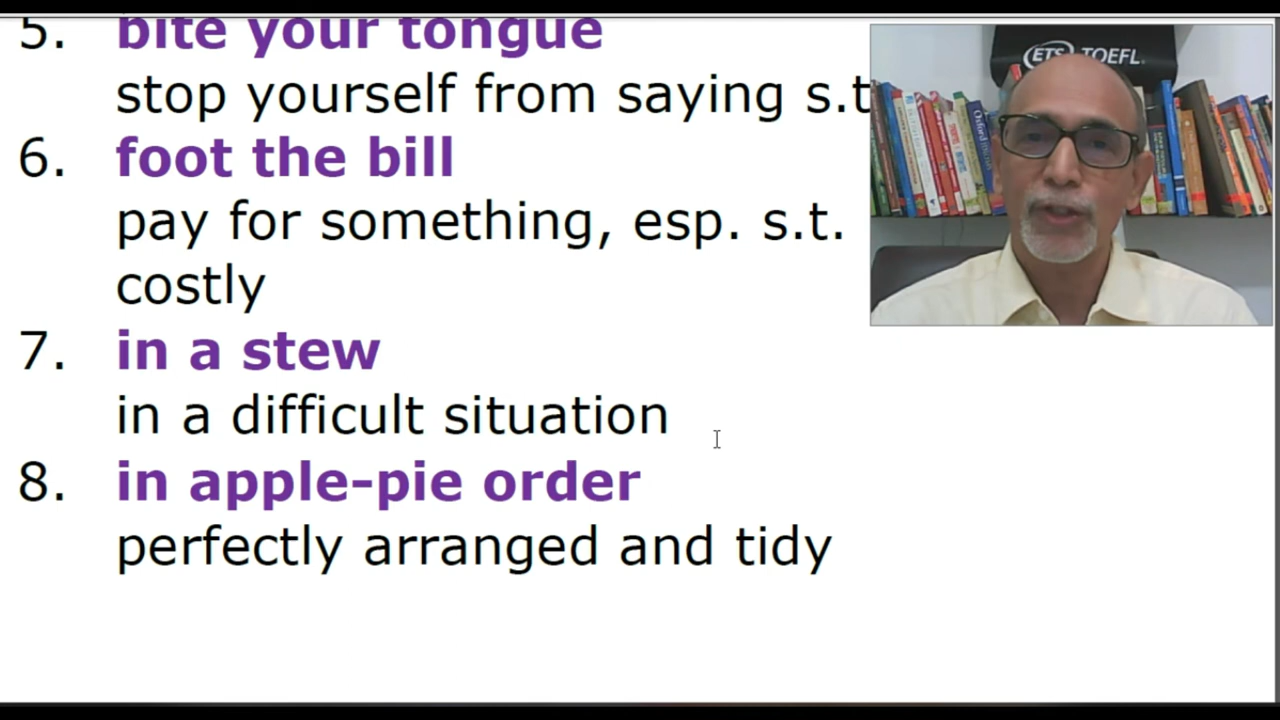 5. bite your tongue
stop yourself from saying s.t
6. foot the bill
pay for something, esp. s.t.
costly
7. in a stew
in a difficult situation
8. in apple-pie order
perfectly arranged and tidy
ETS TOEFL
Oxford